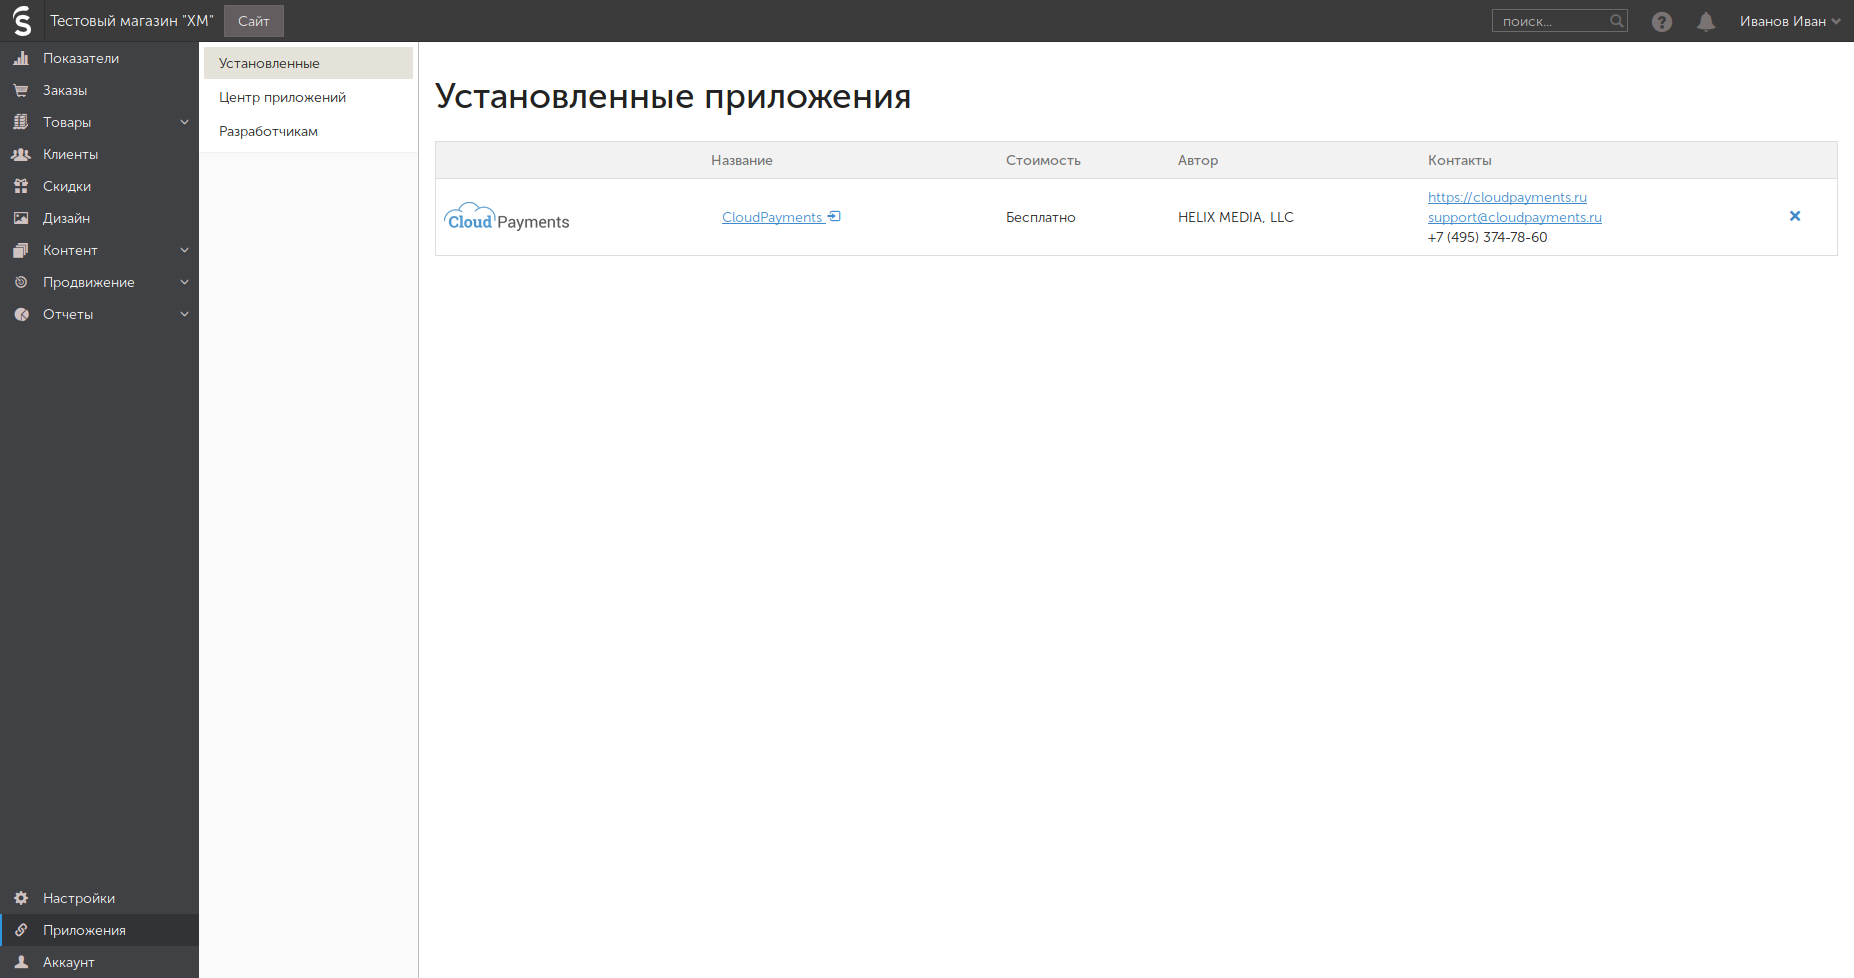 Тестовый магазин "ХМ"
Сайт
поиск...
Иванов Иван
Показатели
Заказы
Товары
Клиенты
Скидки
Дизайн
Контент
Продвижение
Отчеты
Настройки
Приложения
Аккаунт
Установленные
Центр приложений
Разработчикам
Установленные приложения
Название Стоимость Автор Контакты
Cloud Payments
CloudPayments
Бесплатно
HELIX MEDIA, LLC
https://cloudpayments.ru
support@cloudpayments.ru
+7 (495) 374-78-60